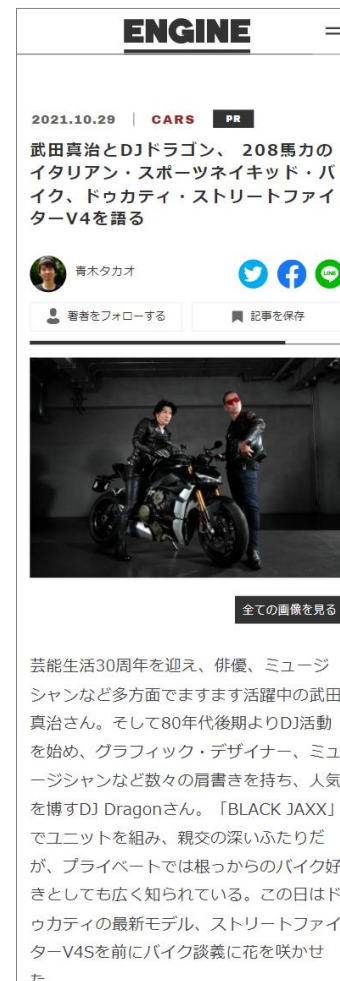 ENGINE
2021.10.29 | CARS PR
武田真治とDJドラゴン、 208馬力の
イタリアン・スポーツネイキッド・バ
イク、ドゥカティ・ストリートファイ
ターV4を語る
青木タカオ
LINE
著者をフォローする 記事を保存
全ての画像を見る
芸能生活30周年を迎え、俳優、ミュージ
シャンなど多方面でますます活躍中の武田
真治さん。そして80年代後期よりDJ活動
を始め、グラフィック・デザイナー、ミュ
ージシャンなど数々の肩書きを持ち、人気
を博すDJ Dragonさん。「BLACK JAXX」
でユニットを組み、親交の深いふたりだ
が、プライベートでは根っからのバイク好
きとしても広く知られている。この日はド
ゥカティの最新モデル、ストリートファイ
ターV4Sを前にバイク談義に花を咲かせ
た